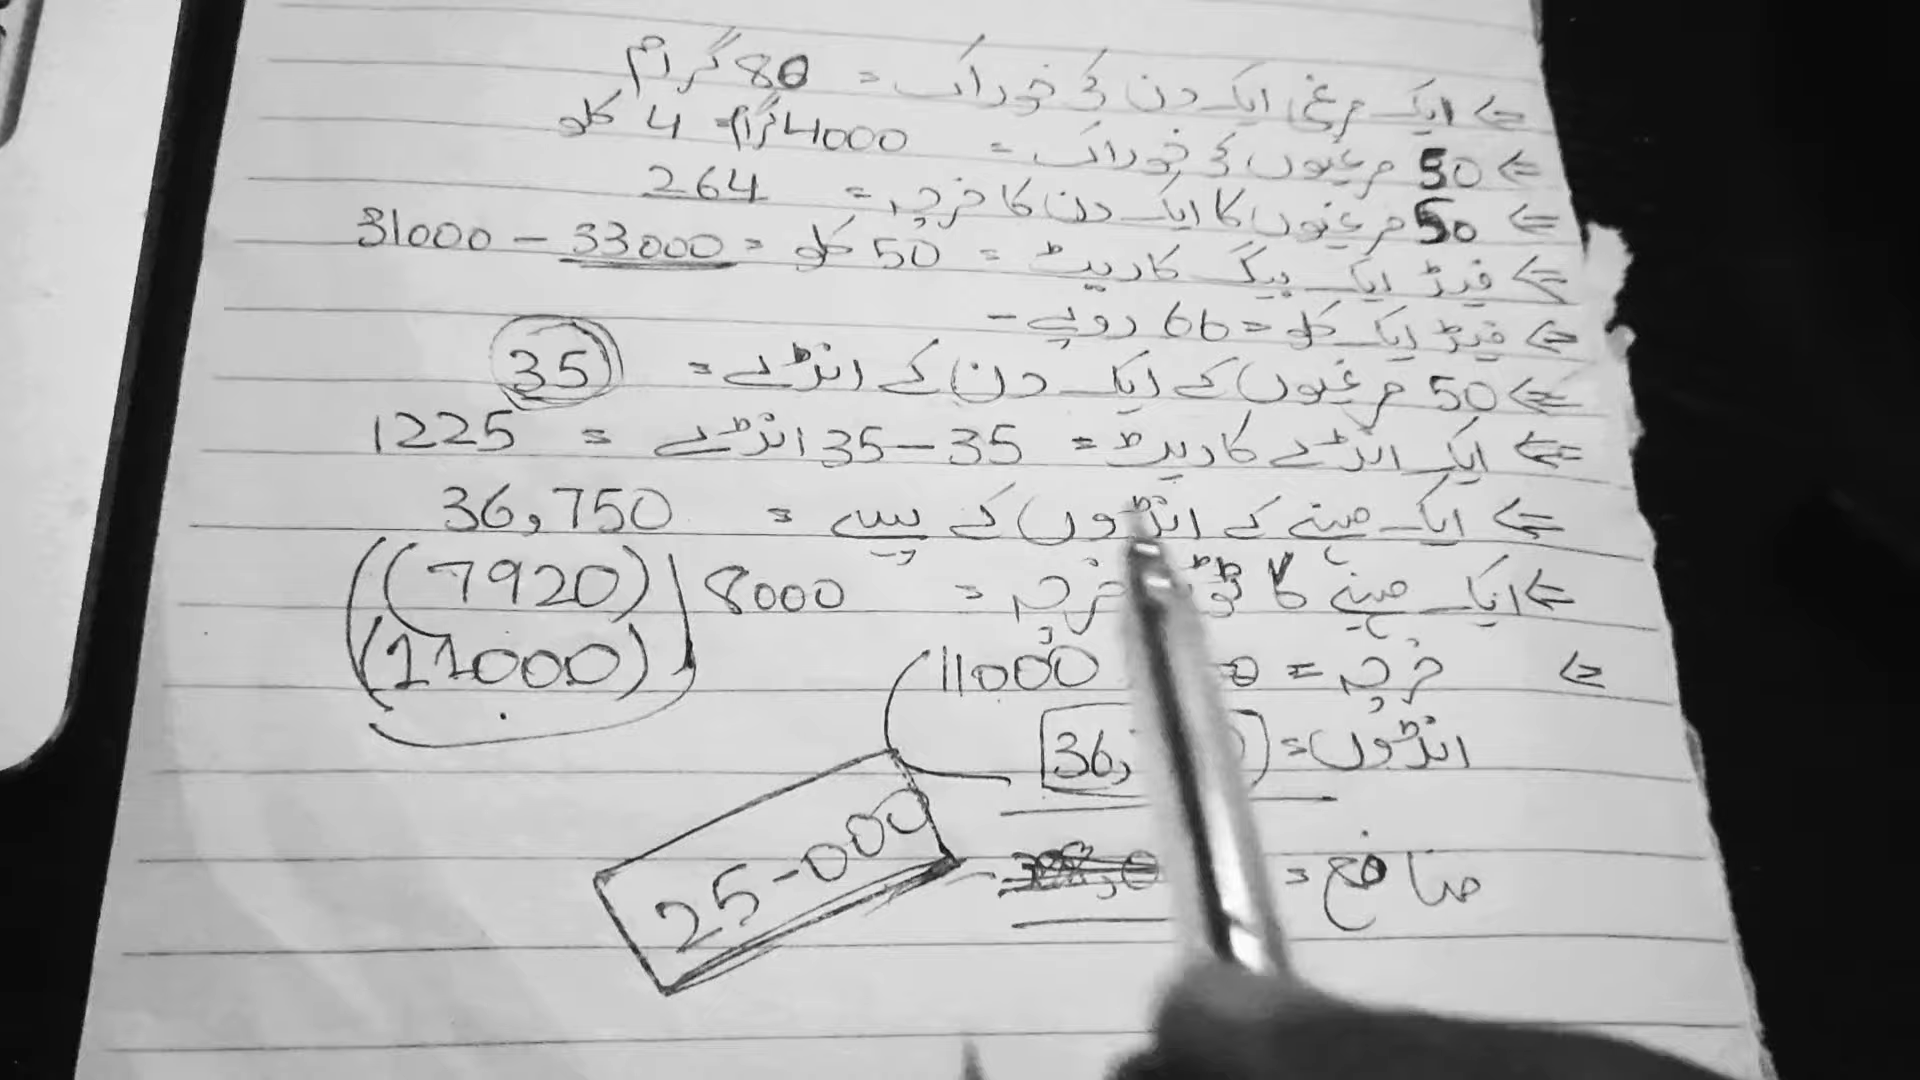 ⇐ ایک مرغی ایک دن کی خوراک = 80 گرام
⇐ 50 مرغیوں کی خوراک = 4000 گرام = 4 کلو
⇐ 50 مرغیوں کا ایک دن کا خرچہ = 264
⇐ فیڈ ایک بیگ کا ریٹ = 50 کلو = 33000 - 31000
⇐ فیڈ ایک کلو = 66 روپے -
⇐ 50 مرغیوں کے ایک دن کے انڈے = 35
⇐ ایک انڈے کا ریٹ = 35 - 35 انڈے = 1225
⇐ ایک مہینے کے انڈوں کے پیسے = 36,750
⇐ ایک مہینے کا خرچہ = 8000 (7920)
(11000)
⇐ خرچہ = 11000
انڈوں = 36,
منافع = 25-000